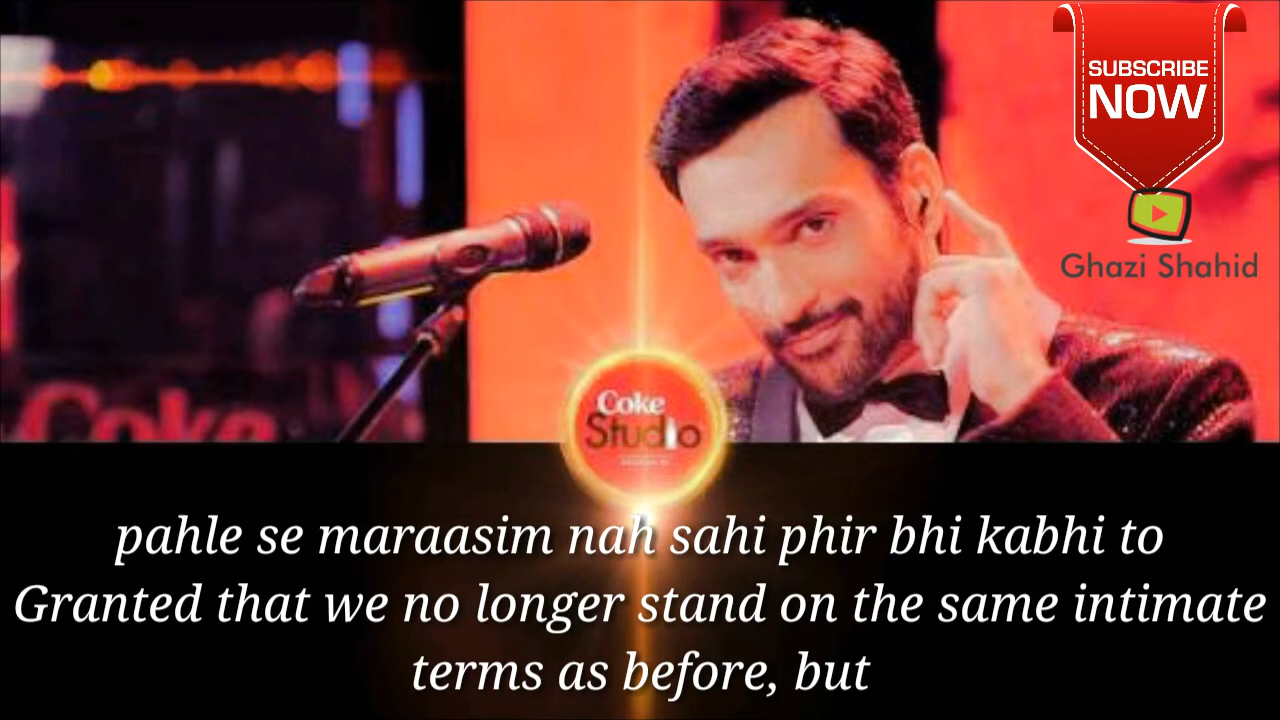 SUBSCRIBE
NOW
Ghazi Shahid
Coke
Coke
Studio
pahle se maraasim nah sahi phir bhi kabhi to
Granted that we no longer stand on the same intimate
terms as before, but